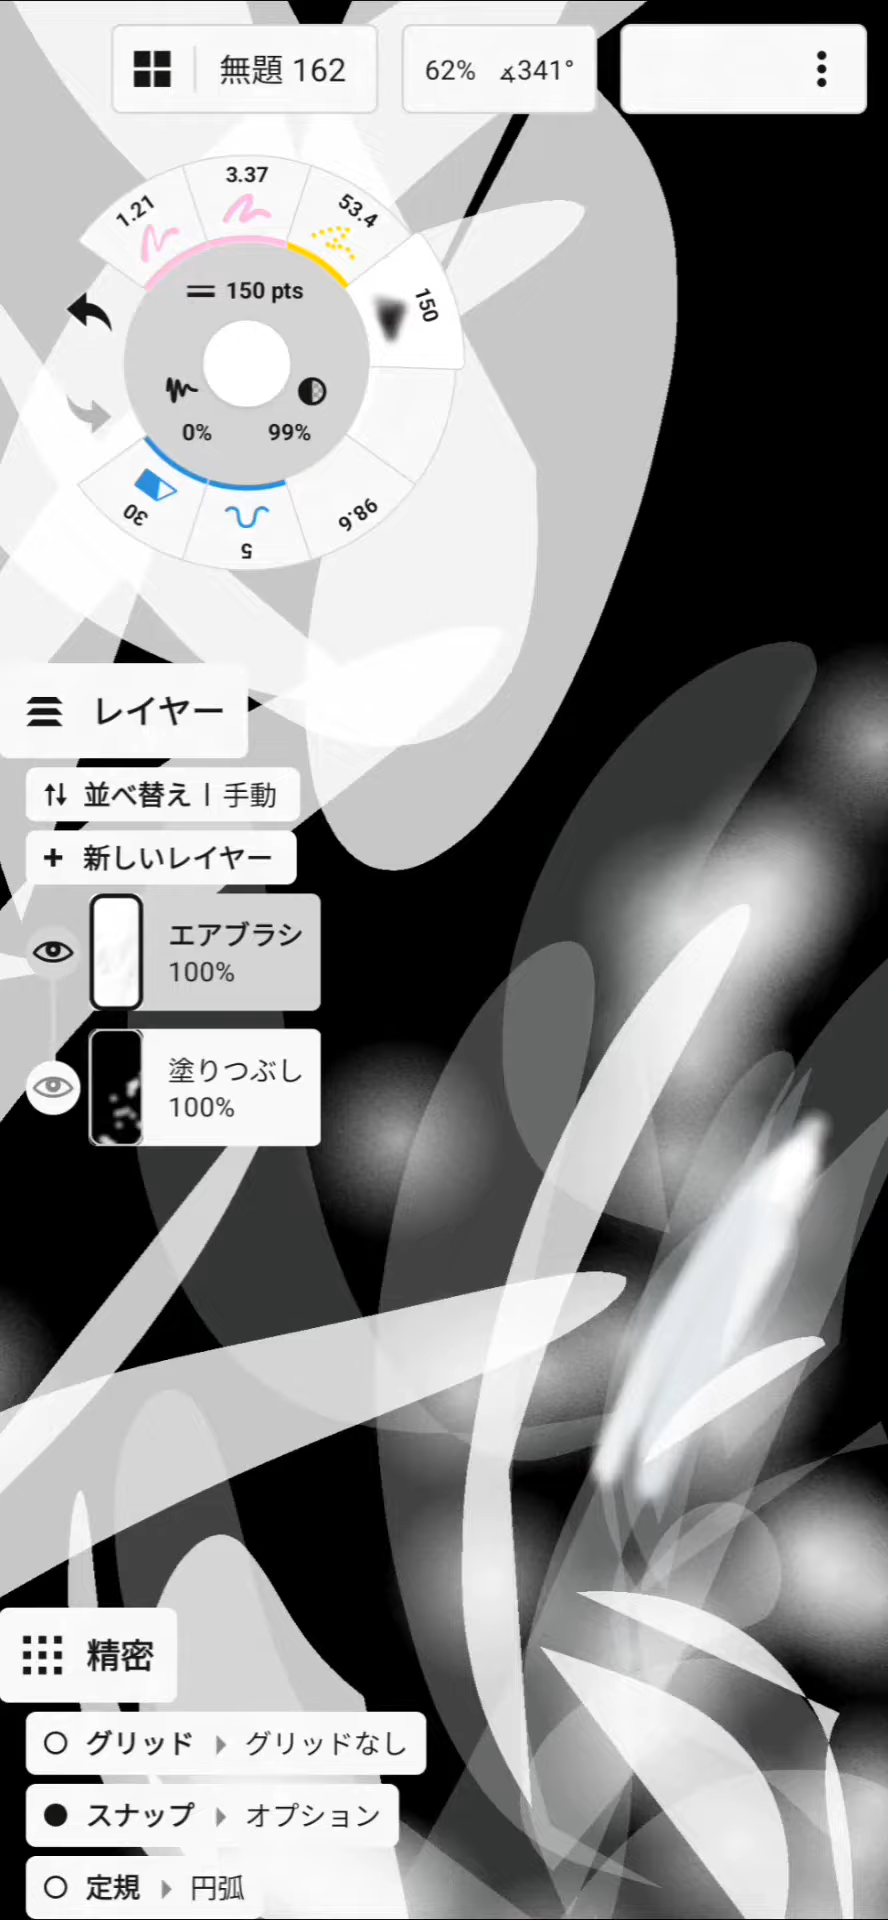 無題 162
62% ∡341°
1.21
3.37
53.4
150
150 pts
0%
99%
30
5
98.6
レイヤー
並べ替え | 手動
+ 新しいレイヤー
エアブラシ
100%
塗りつぶし
100%
精密
グリッド ▸ グリッドなし
スナップ ▸ オプション
定規 ▸ 円弧